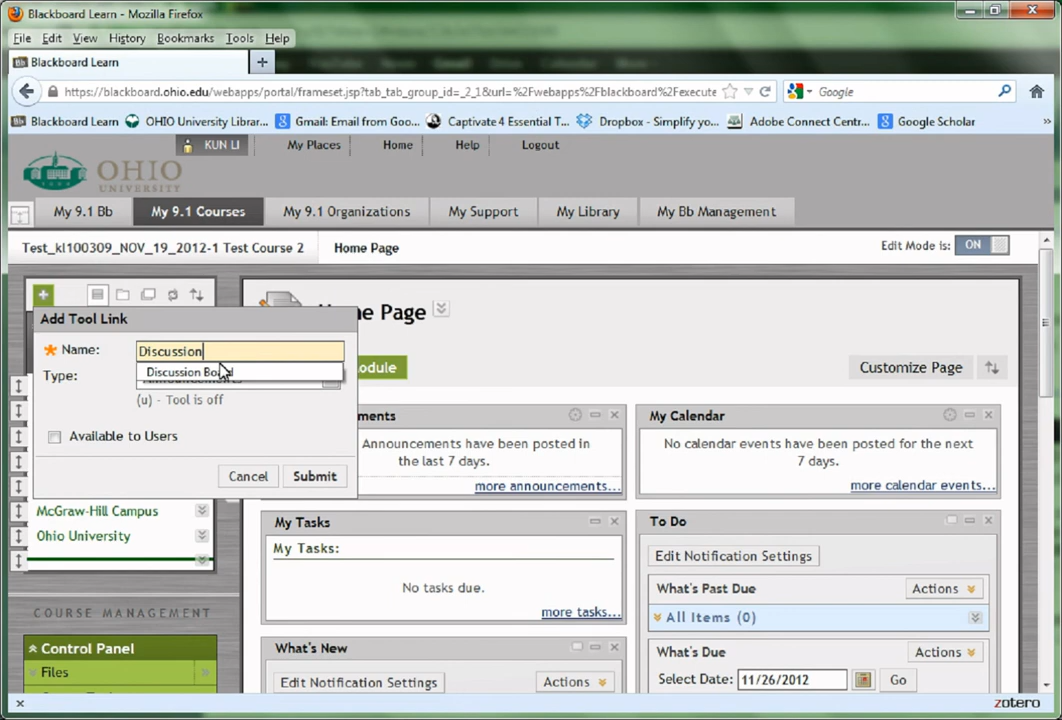 Blackboard Learn - Mozilla Firefox
File Edit View History Bookmarks Tools Help
Blackboard Learn
https://blackboard.ohio.edu/webapps/portal/frameset.jsp?tab_tab_group_id=_2_1&url=%2Fwebapps%2Fblackboard%2Fexecute
Google
Blackboard Learn OHIO University Librar... Gmail: Email from Goo... Captivate 4 Essential T... Dropbox - Simplify yo... Adobe Connect Centr... Google Scholar »
KUN LI My Places Home Help Logout
OHIO
UNIVERSITY
My 9.1 Bb My 9.1 Courses My 9.1 Organizations My Support My Library My Bb Management
Test_kl100309_NOV_19_2012-1 Test Course 2 Home Page Edit Mode is: ON
Add Tool Link
Name: Discussion
Discussion Board
Type: Announcements
(u) - Tool is off
Available to Users
Cancel Submit
McGraw-Hill Campus
Ohio University
COURSE MANAGEMENT
Control Panel
Files
me Page
odule
Customize Page
ments
Announcements have been posted in
the last 7 days.
more announcements...
My Calendar
No calendar events have been posted for the next
7 days.
more calendar events...
My Tasks
My Tasks:
No tasks due.
more tasks...
To Do
Edit Notification Settings
What's Past Due Actions
All Items (0)
What's Due Actions
Select Date: 11/26/2012 Go
What's New
Edit Notification Settings Actions
zotero